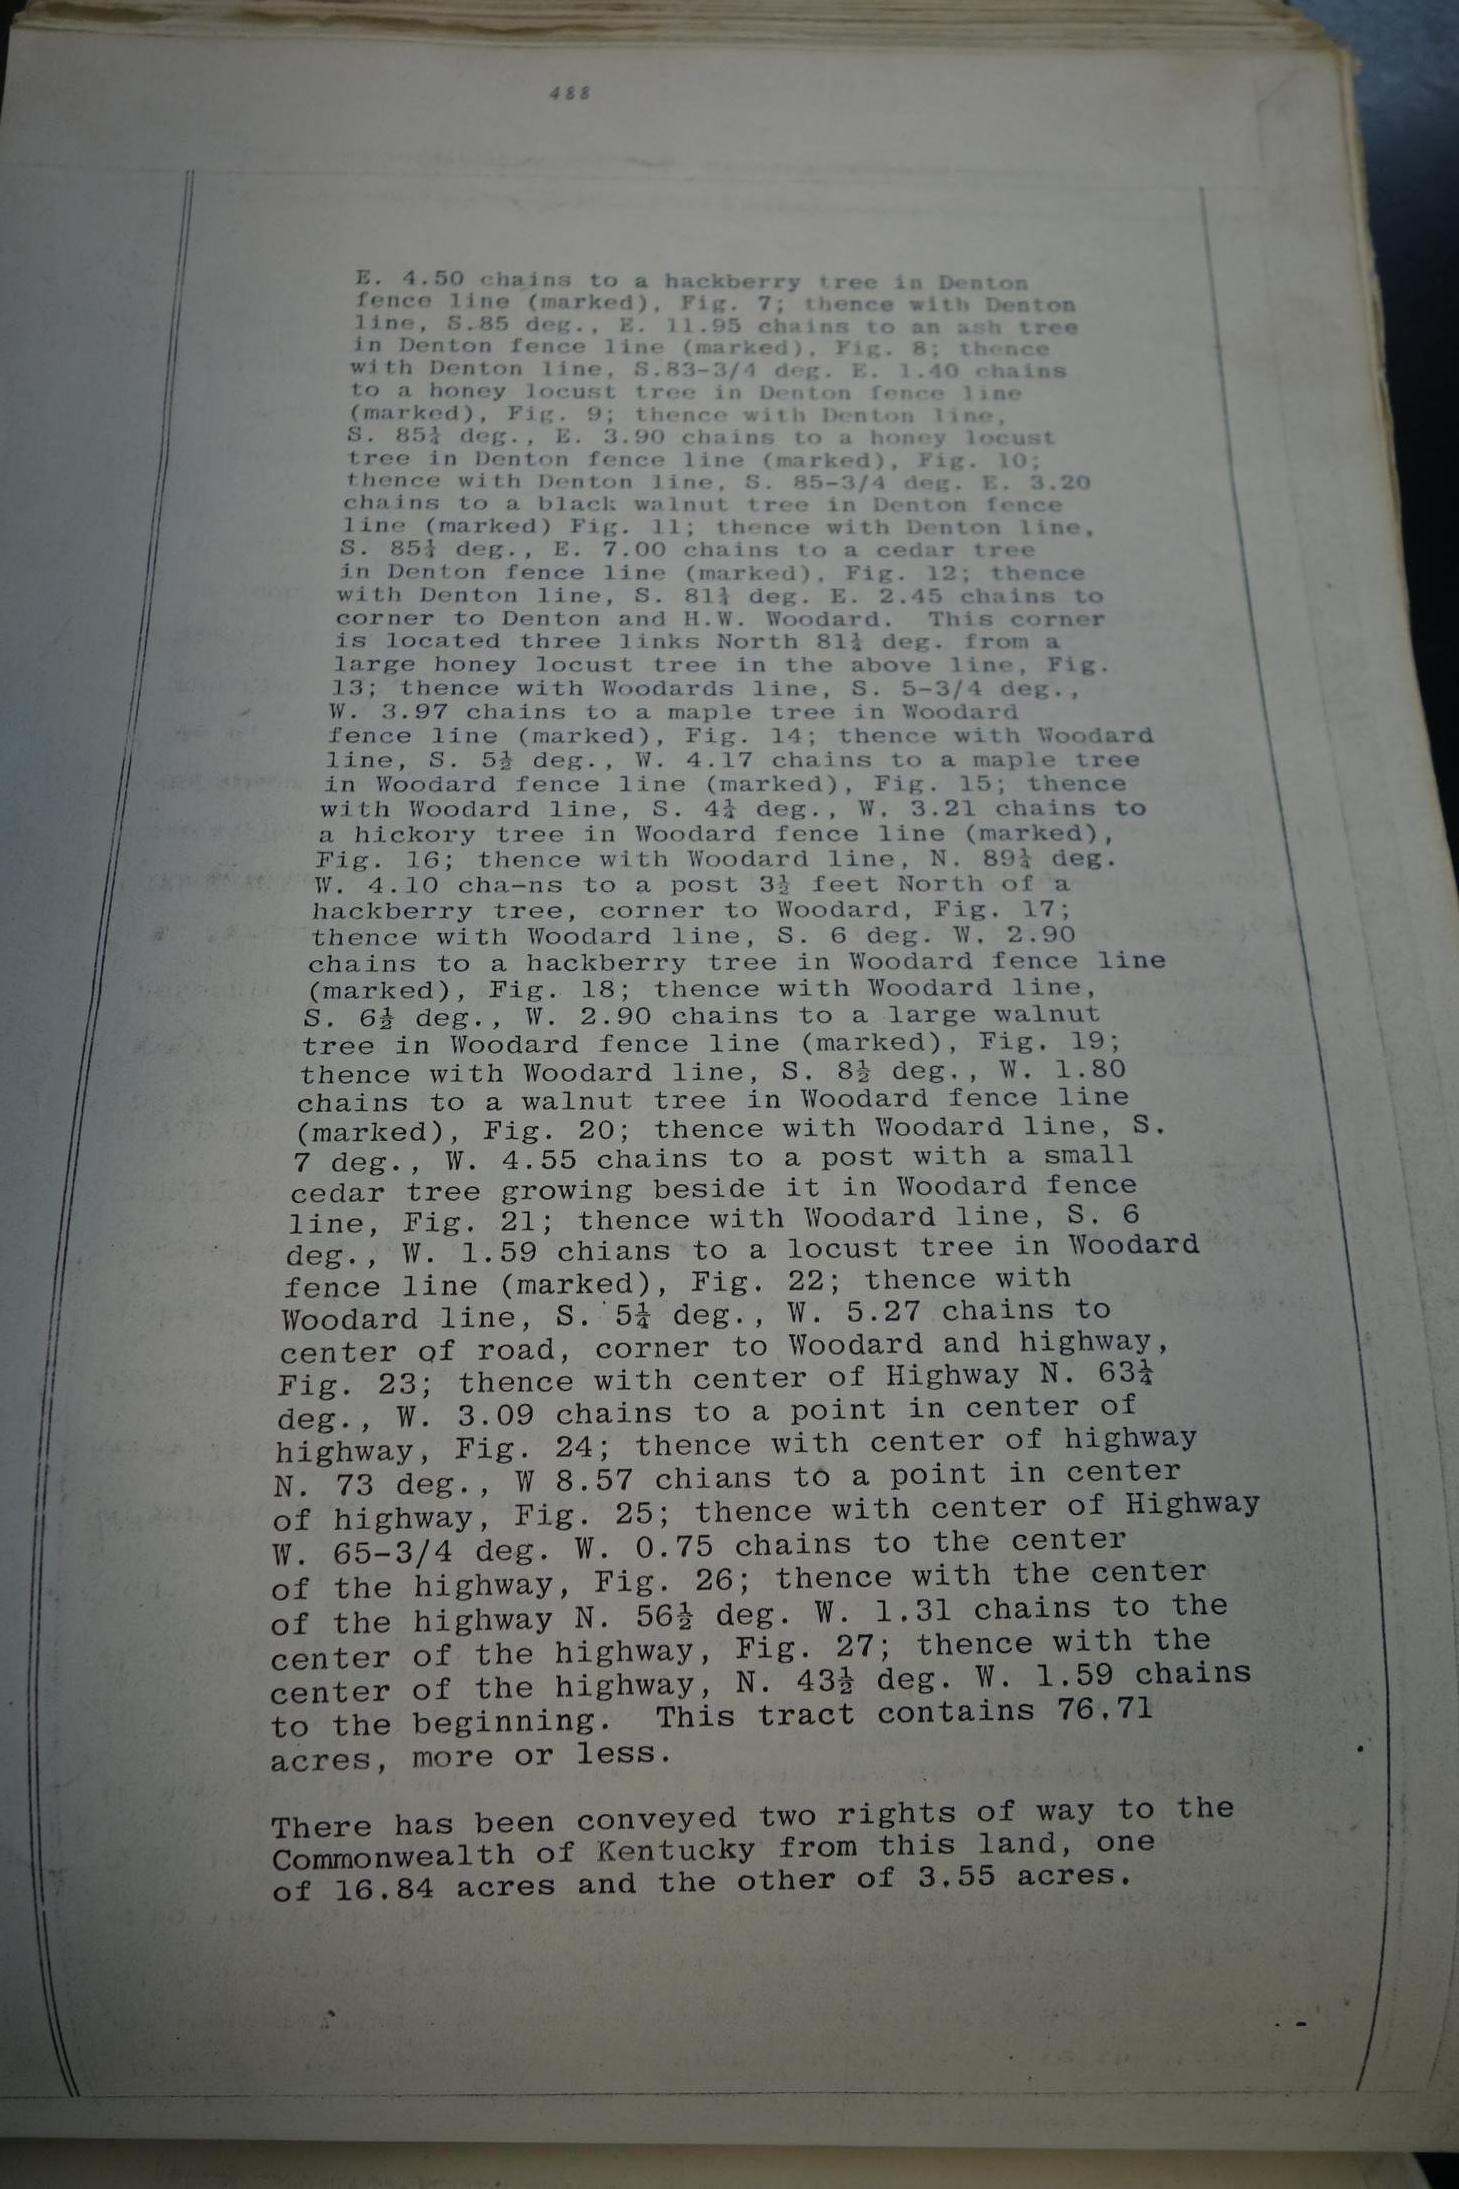 488
E. 4.50 chains to a hackberry tree in Denton
fence line (marked), Fig. 7; thence with Denton
line, S.85 deg., E. 11.95 chains to an ash tree
in Denton fence line (marked), Fig. 8; thence
with Denton line, S.83-3/4 deg. E. 1.40 chains
to a honey locust tree in Denton fence line
(marked), Fig. 9; thence with Denton line,
S. 85¼ deg., E. 3.90 chains to a honey locust
tree in Denton fence line (marked), Fig. 10;
thence with Denton line, S. 85-3/4 deg. E. 3.20
chains to a black walnut tree in Denton fence
line (marked) Fig. 11; thence with Denton line,
S. 85¼ deg., E. 7.00 chains to a cedar tree
in Denton fence line (marked), Fig. 12; thence
with Denton line, S. 81¼ deg. E. 2.45 chains to
corner to Denton and H.W. Woodard. This corner
is located three links North 81¼ deg. from a
large honey locust tree in the above line, Fig.
13; thence with Woodards line, S. 5-3/4 deg.,
W. 3.97 chains to a maple tree in Woodard
fence line (marked), Fig. 14; thence with Woodard
line, S. 5½ deg., W. 4.17 chains to a maple tree
in Woodard fence line (marked), Fig. 15; thence
with Woodard line, S. 4¼ deg., W. 3.21 chains to
a hickory tree in Woodard fence line (marked),
Fig. 16; thence with Woodard line, N. 89¼ deg.
W. 4.10 cha-ns to a post 3½ feet North of a
hackberry tree, corner to Woodard, Fig. 17;
thence with Woodard line, S. 6 deg. W. 2.90
chains to a hackberry tree in Woodard fence line
(marked), Fig. 18; thence with Woodard line,
S. 6½ deg., W. 2.90 chains to a large walnut
tree in Woodard fence line (marked), Fig. 19;
thence with Woodard line, S. 8½ deg., W. 1.80
chains to a walnut tree in Woodard fence line
(marked), Fig. 20; thence with Woodard line, S.
7 deg., W. 4.55 chains to a post with a small
cedar tree growing beside it in Woodard fence
line, Fig. 21; thence with Woodard line, S. 6
deg., W. 1.59 chians to a locust tree in Woodard
fence line (marked), Fig. 22; thence with
Woodard line, S. 5¼ deg., W. 5.27 chains to
center of road, corner to Woodard and highway,
Fig. 23; thence with center of Highway N. 63¼
deg., W. 3.09 chains to a point in center of
highway, Fig. 24; thence with center of highway
N. 73 deg., W 8.57 chians to a point in center
of highway, Fig. 25; thence with center of Highway
W. 65-3/4 deg. W. 0.75 chains to the center
of the highway, Fig. 26; thence with the center
of the highway N. 56½ deg. W. 1.31 chains to the
center of the highway, Fig. 27; thence with the
center of the highway, N. 43½ deg. W. 1.59 chains
to the beginning. This tract contains 76.71
acres, more or less.
There has been conveyed two rights of way to the
Commonwealth of Kentucky from this land, one
of 16.84 acres and the other of 3.55 acres.